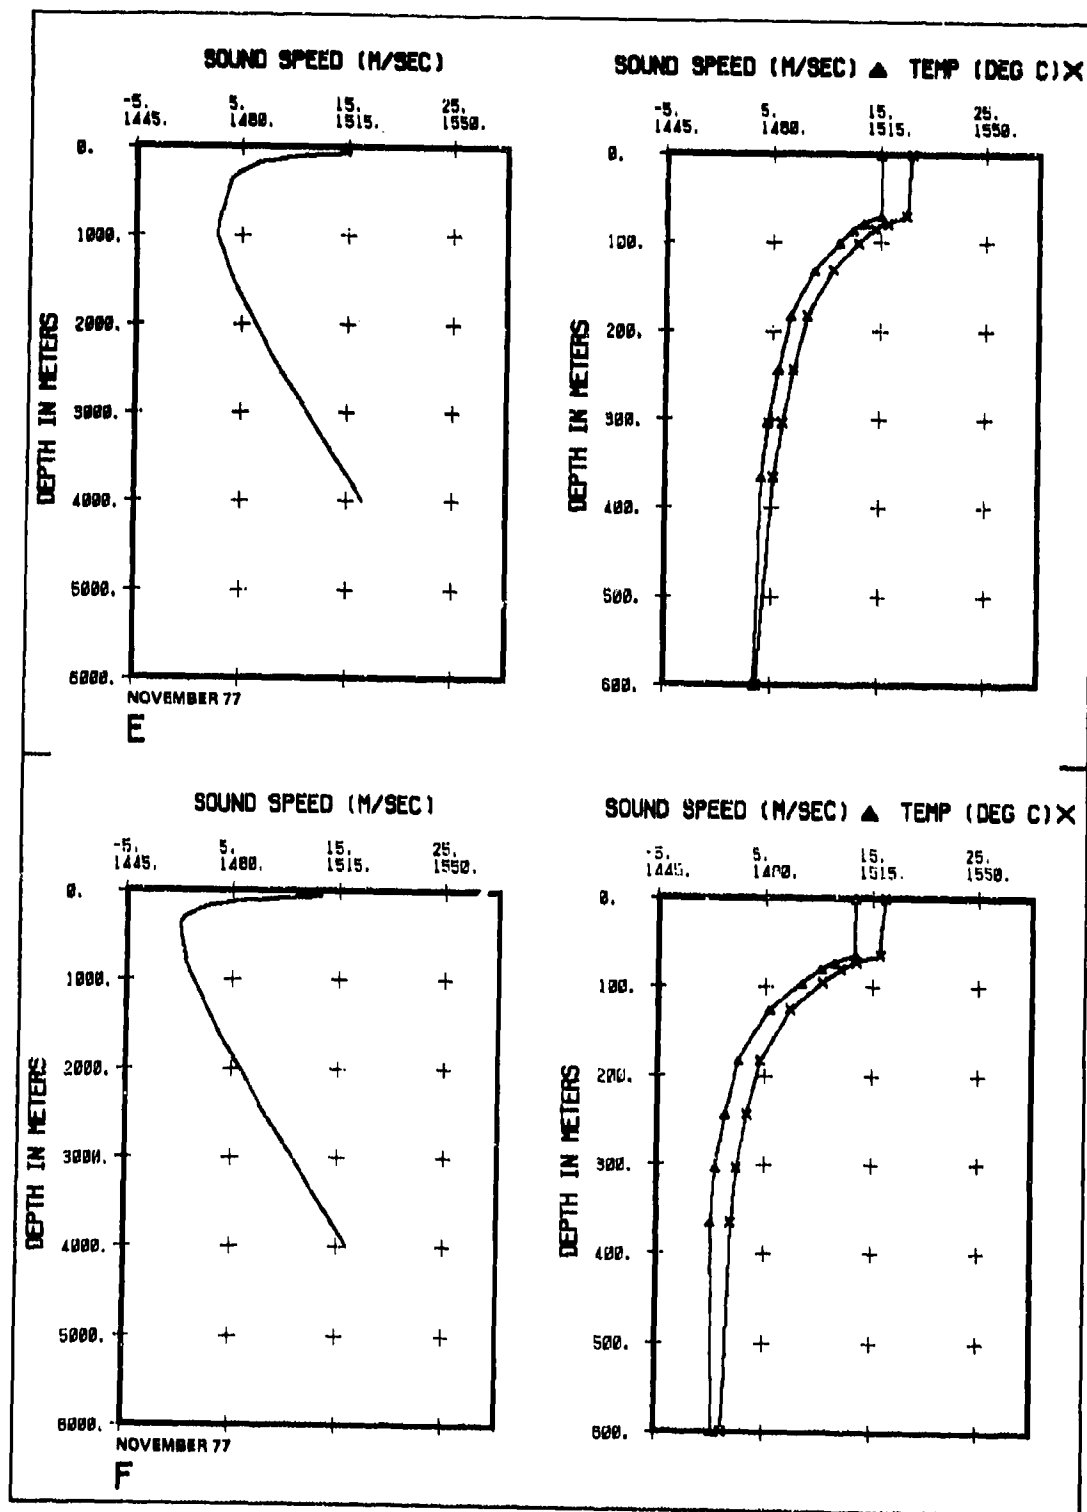 SOUND SPEED (M/SEC)
-5. 5. 15. 25.
1445. 1480. 1515. 1550.
0.
1000.
2000.
3000.
4000.
5000.
6000.
DEPTH IN METERS
NOVEMBER 77
E
SOUND SPEED (M/SEC) ▲ TEMP (DEG C) X
-5. 5. 15. 25.
1445. 1480. 1515. 1550.
0.
100.
200.
300.
400.
500.
600.
DEPTH IN METERS
SOUND SPEED (M/SEC)
-5. 5. 15. 25.
1445. 1480. 1515. 1550.
0.
1000.
2000.
3000.
4000.
5000.
6000.
DEPTH IN METERS
NOVEMBER 77
F
SOUND SPEED (M/SEC) ▲ TEMP (DEG C) X
-5. 5. 15. 25.
1445. 1480. 1515. 1550.
0.
100.
200.
300.
400.
500.
600.
DEPTH IN METERS